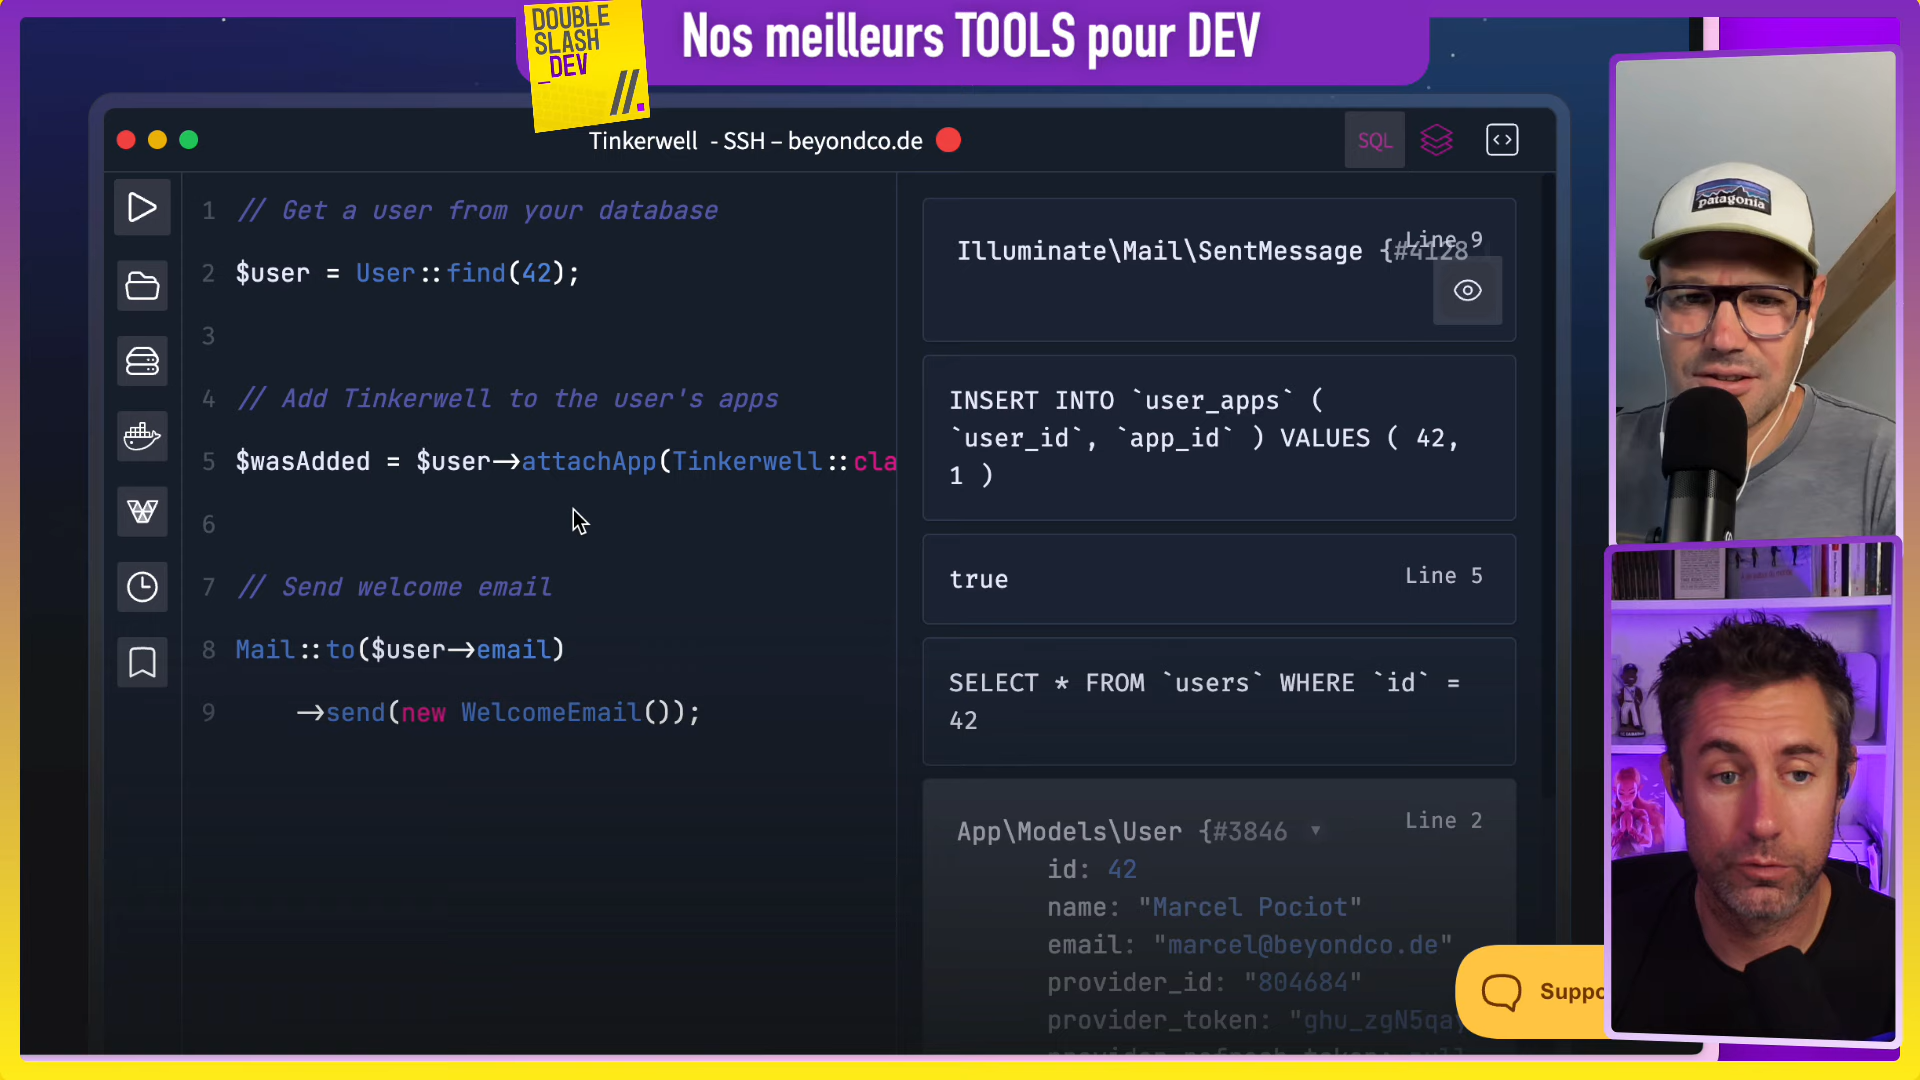 DOUBLE
SLASH
_DEV
//.
Nos meilleurs TOOLS pour DEV
Tinkerwell - SSH – beyondco.de
SQL
1 // Get a user from your database
2 $user = User::find(42);
3
4 // Add Tinkerwell to the user's apps
5 $wasAdded = $user->attachApp(Tinkerwell::cla
6
7 // Send welcome email
8 Mail::to($user->email)
9 ->send(new WelcomeEmail());
Illuminate\Mail\SentMessage {#4128
Line 9
INSERT INTO `user_apps` (
`user_id`, `app_id` ) VALUES ( 42,
1 )
true
Line 5
SELECT * FROM `users` WHERE `id` =
42
App\Models\User {#3846 ▼
Line 2
id: 42
name: "Marcel Pociot"
email: "marcel@beyondco.de"
provider_id: "804684"
provider_token: "ghu_zgN5qa
Suppo
patagonia